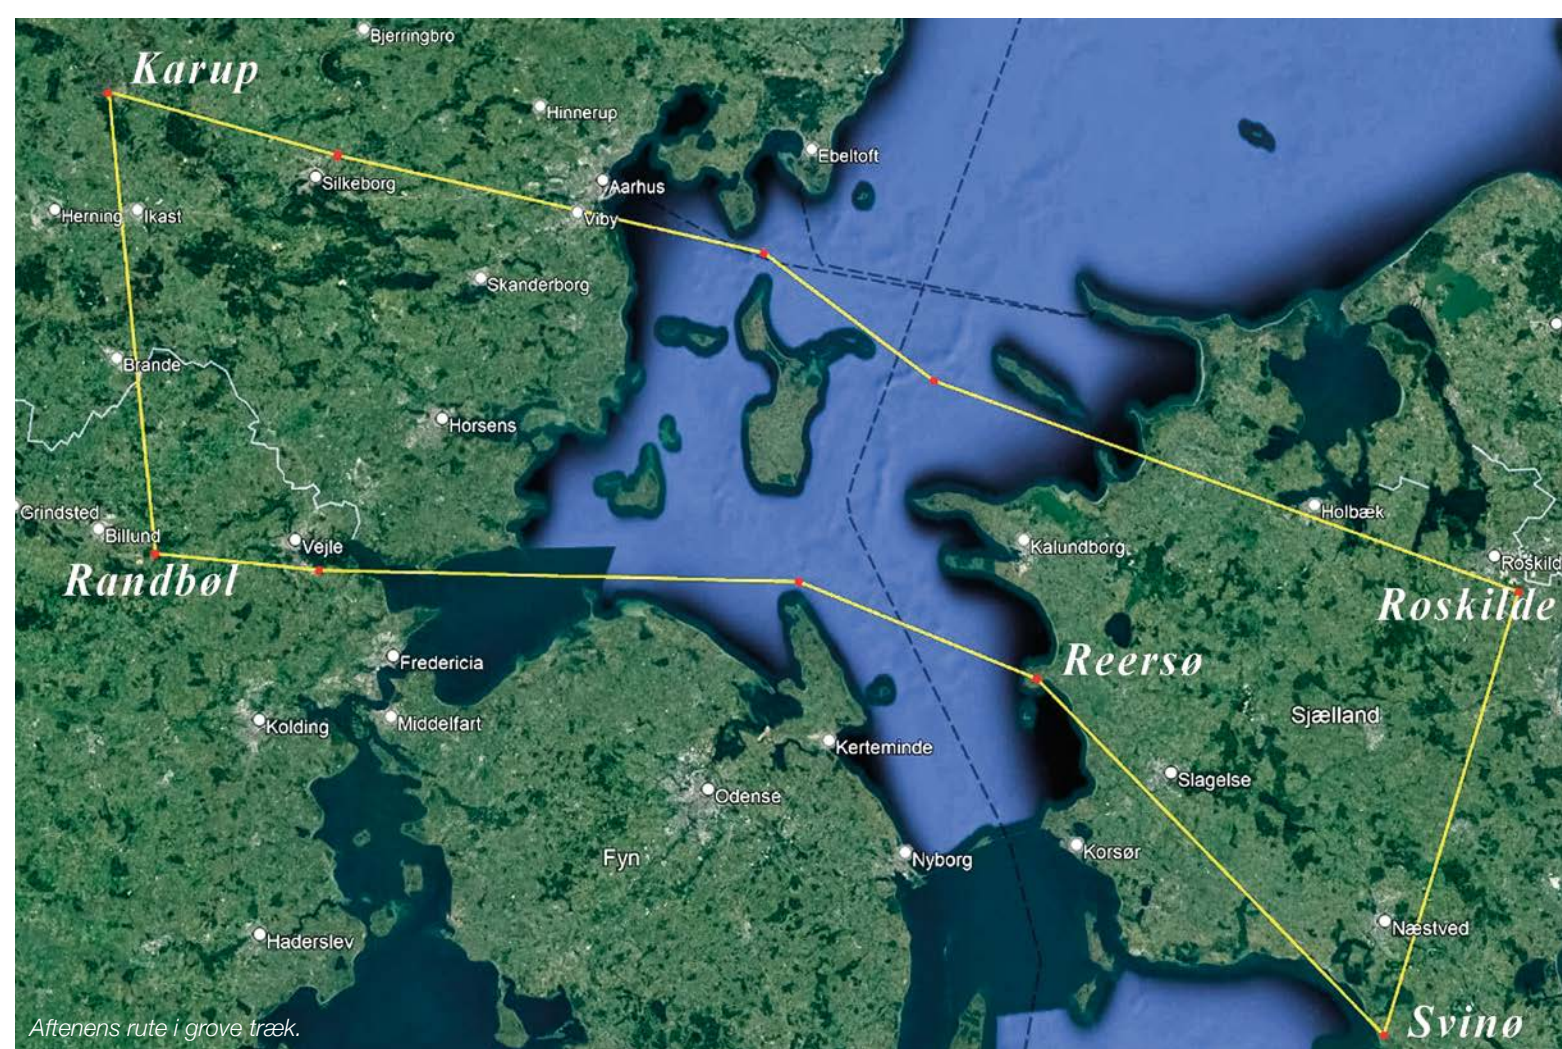 Bjerringbro
Karup
Hinnerup
Ebeltoft
Silkeborg
Aarhus
Herning
Ikast
Viby
Skanderborg
Brande
Horsens
Grindsted
Holbæk
Billund
Vejle
Kalundborg
Roskild
Randbøl
Roskilde
Fredericia
Reersø
Kolding
Middelfart
Sjælland
Kerteminde
Slagelse
Odense
Fyn
Nyborg
Korsør
Haderslev
Næstved
Aftenens rute i grove træk.
Svinø